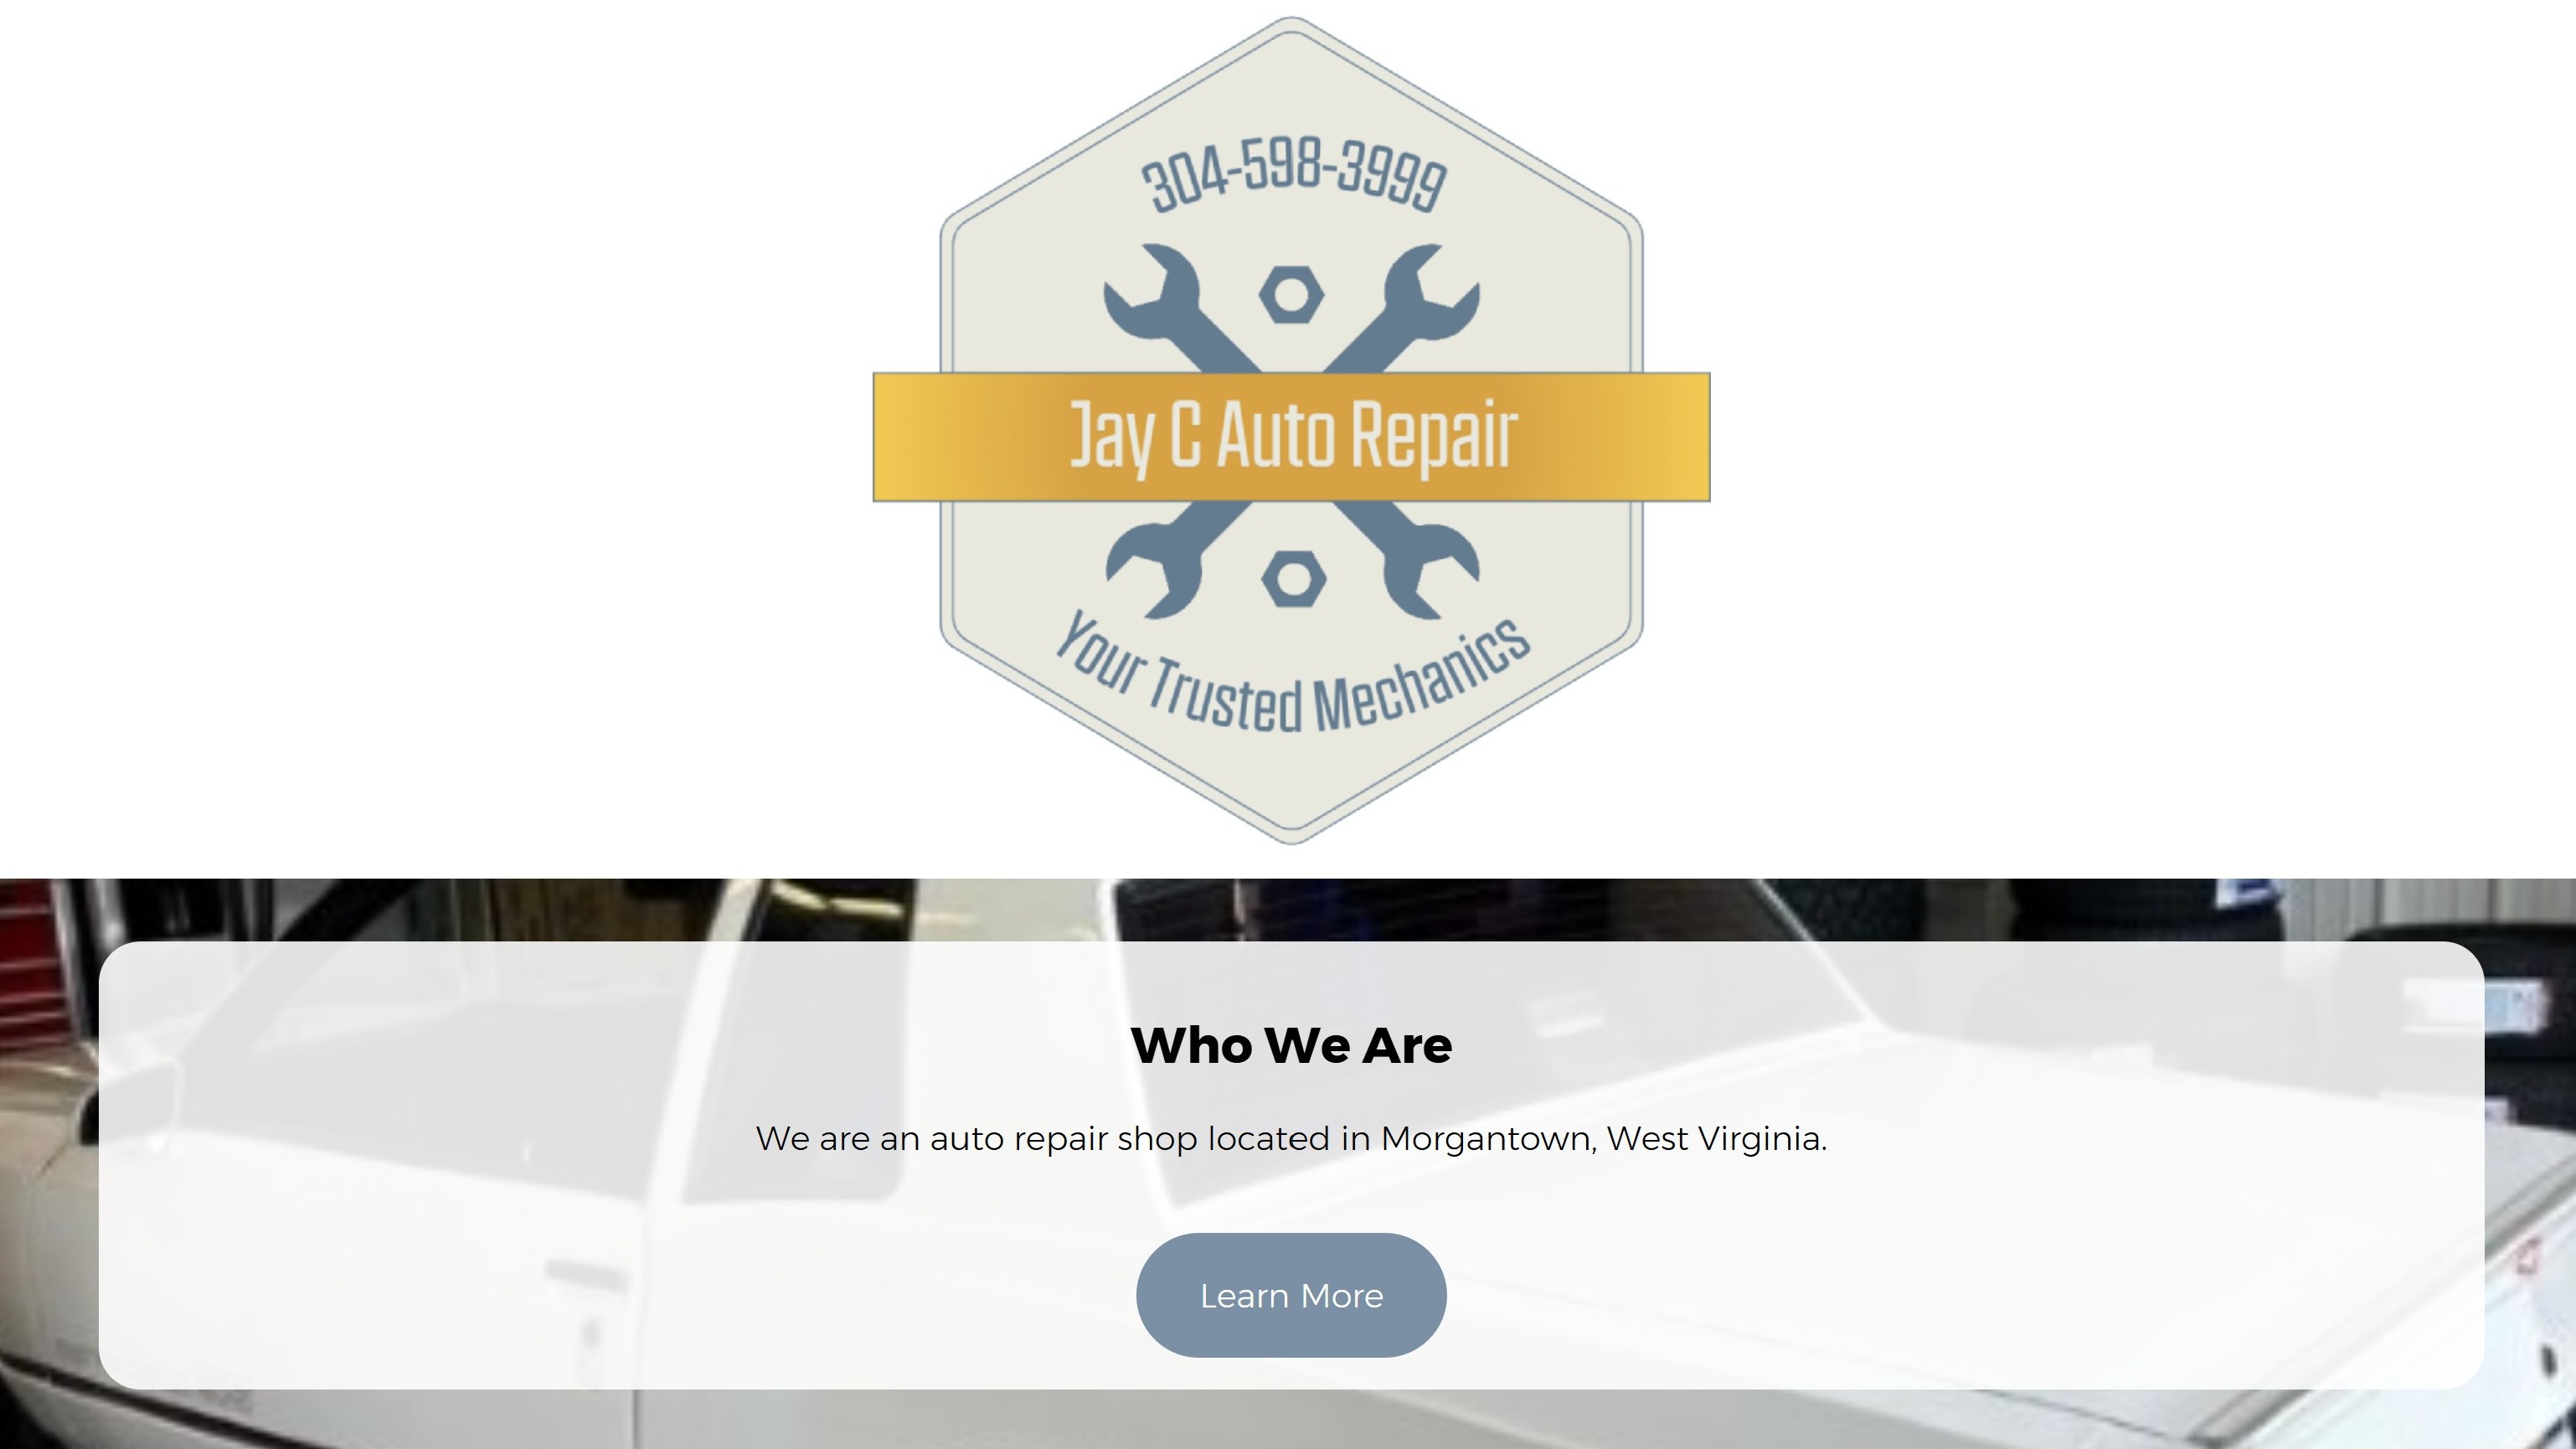 304-598-3999
Jay C Auto Repair
Your Trusted Mechanics
Who We Are
We are an auto repair shop located in Morgantown, West Virginia.
Learn More